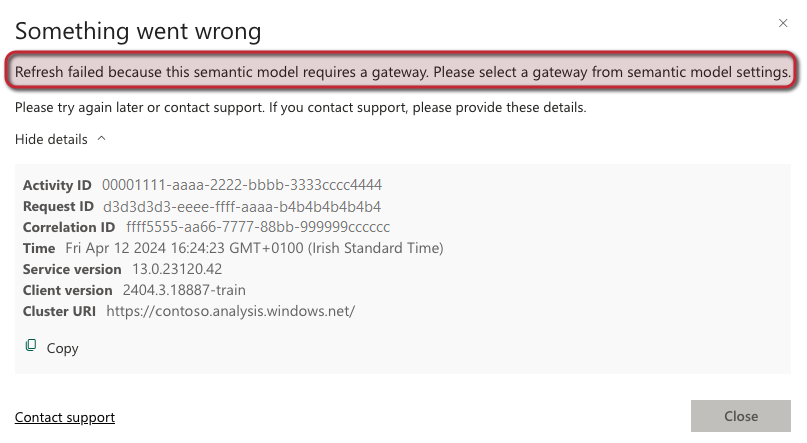 Something went wrong
Refresh failed because this semantic model requires a gateway. Please select a gateway from semantic model settings.
Please try again later or contact support. If you contact support, please provide these details.
Hide details
Activity ID 00001111-aaaa-2222-bbbb-3333cccc4444
Request ID d3d3d3d3-eeee-ffff-aaaa-b4b4b4b4b4b4
Correlation ID ffff5555-aa66-7777-88bb-999999cccccc
Time Fri Apr 12 2024 16:24:23 GMT+0100 (Irish Standard Time)
Service version 13.0.23120.42
Client version 2404.3.18887-train
Cluster URI https://contoso.analysis.windows.net/
Copy
Contact support
Close